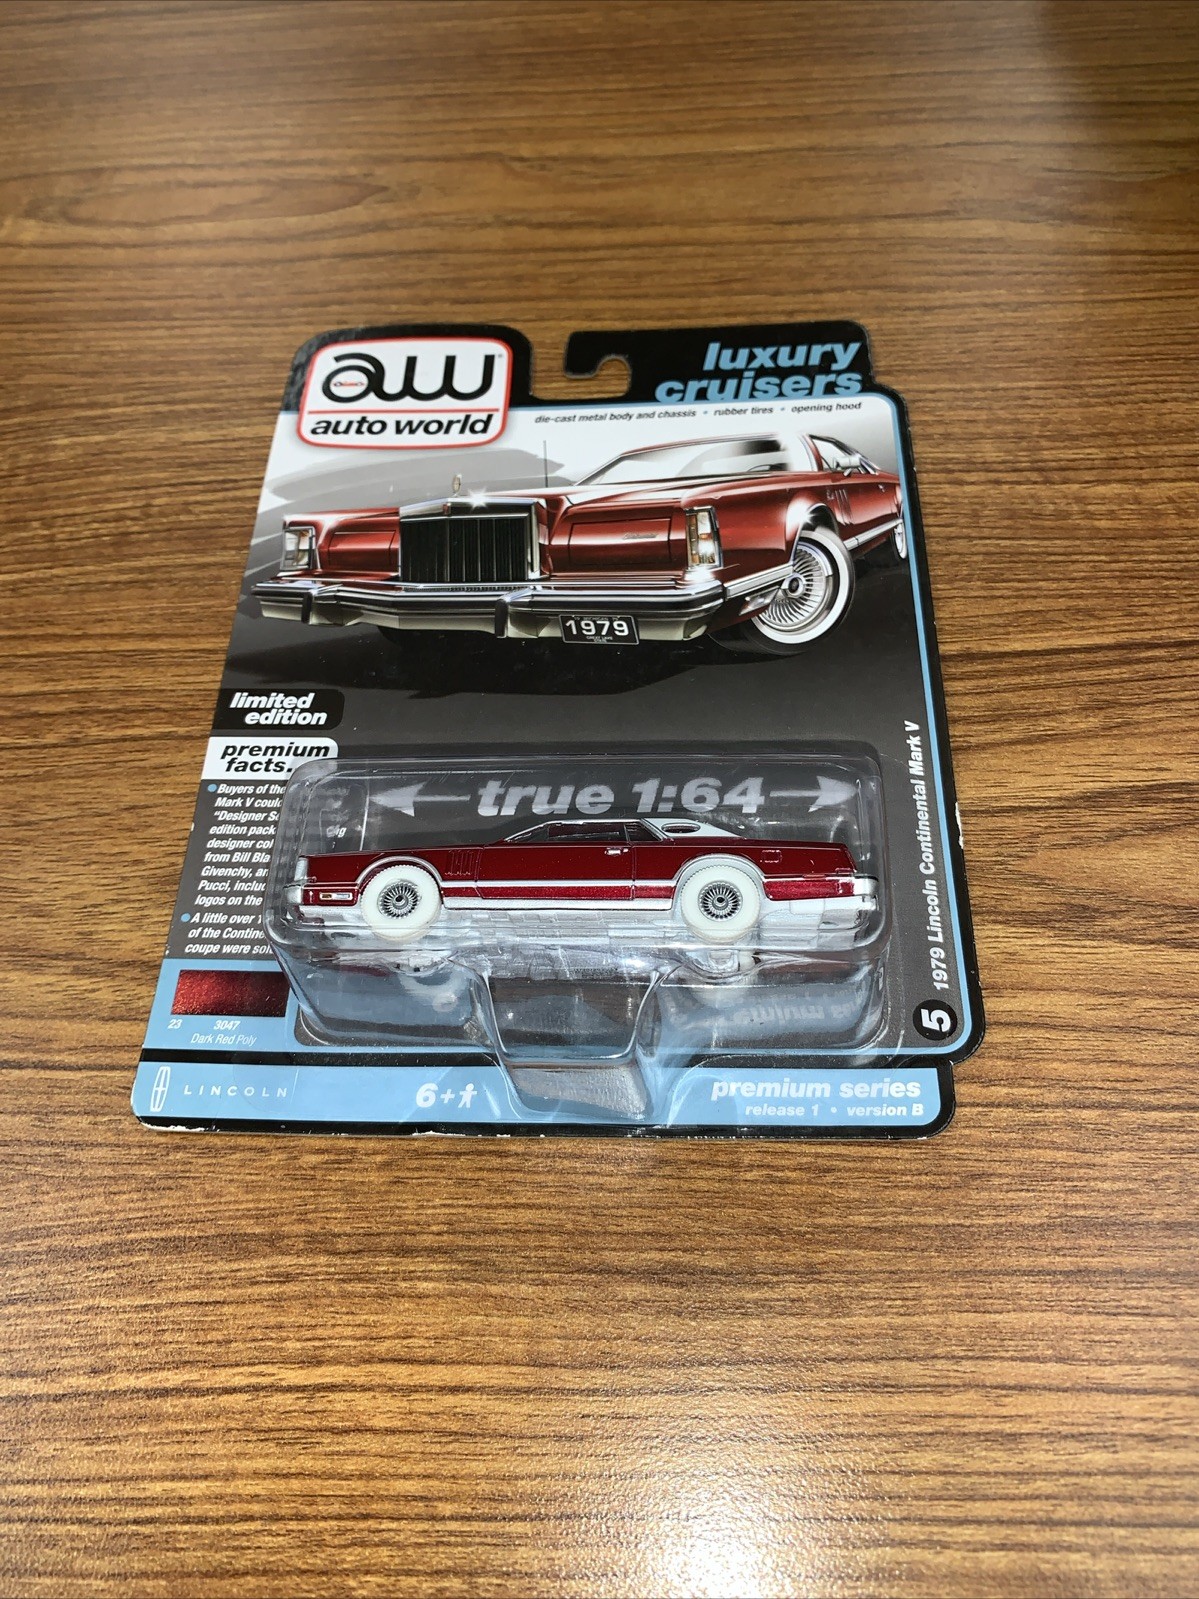 aw
auto world
luxury
cruisers
die-cast metal body and chassis • rubber tires • opening hood
1979
limited
edition
premium
facts.
• Buyers of the
Mark V coul
"Designer S
edition pack
designer col
from Bill Bla
Givenchy, an
Pucci, includ
logos on the
• A little over 1
of the Contine
coupe were sol
true 1:64
1979 Lincoln Continental Mark V
5
23 3047
Dark Red Poly
LINCOLN
6+
premium series
release 1 • version B